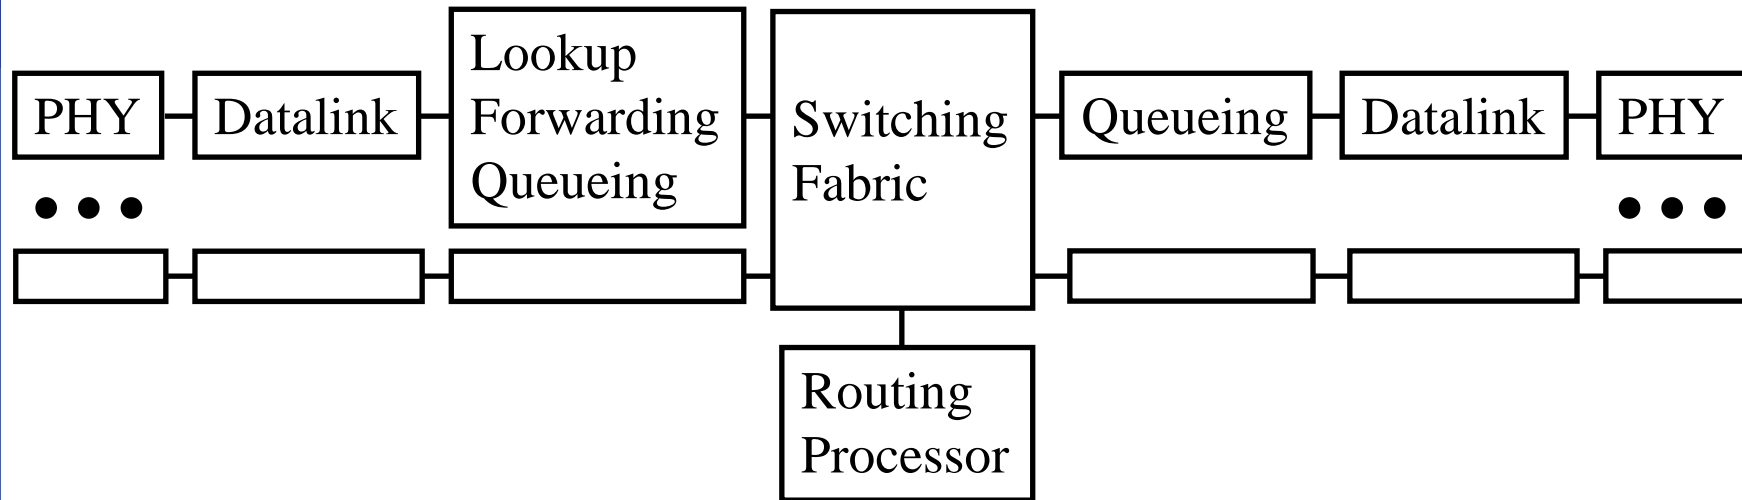 PHY
Datalink
Lookup
Forwarding
Queueing
Switching
Fabric
Queueing
Datalink
PHY
Routing
Processor